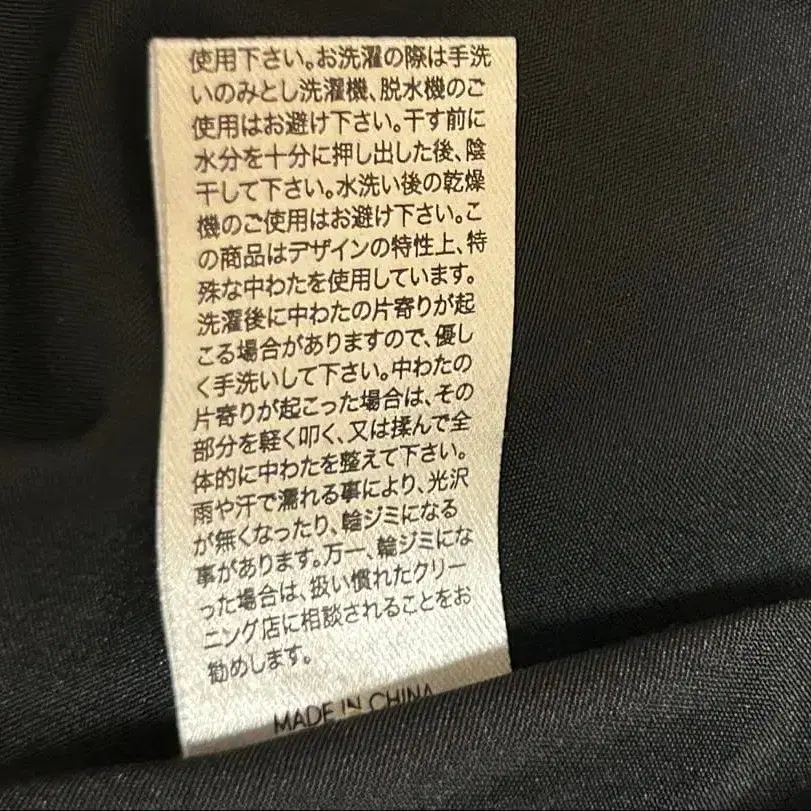 使用下さい。お洗濯の際は手洗
いのみとし洗濯機、脱水機のご
使用はお避け下さい。干す前に
水分を十分に押し出した後、陰
干して下さい。水洗い後の乾燥
機のご使用はお避け下さい。こ
の商品はデザインの特性上、特
殊な中わたを使用しています。
洗濯後に中わたの片寄りが起
こる場合がありますので、優し
く手洗いして下さい。中わたの
片寄りが起こった場合は、その
部分を軽く叩く、又は揉んで全
体的に中わたを整えて下さい。
雨や汗で濡れる事により、光沢
が無くなったり、輪ジミになる
事があります。万一、輪ジミにな
った場合は、扱い慣れたクリー
ニング店に相談されることをお
勧めします。
MADE IN CHINA